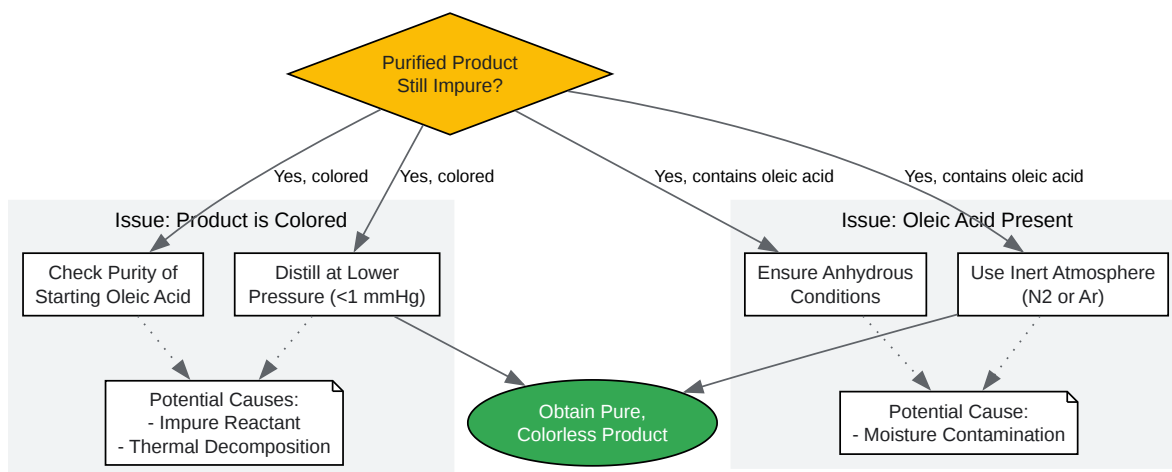 Purified Product
Still Impure?
Yes, colored
Yes, colored
Yes, contains oleic acid
Yes, contains oleic acid
Issue: Product is Colored
Issue: Oleic Acid Present
Check Purity of
Starting Oleic Acid
Distill at Lower
Pressure (<1 mmHg)
Ensure Anhydrous
Conditions
Use Inert Atmosphere
(N2 or Ar)
Potential Causes:
- Impure Reactant
- Thermal Decomposition
Obtain Pure,
Colorless Product
Potential Cause:
- Moisture Contamination